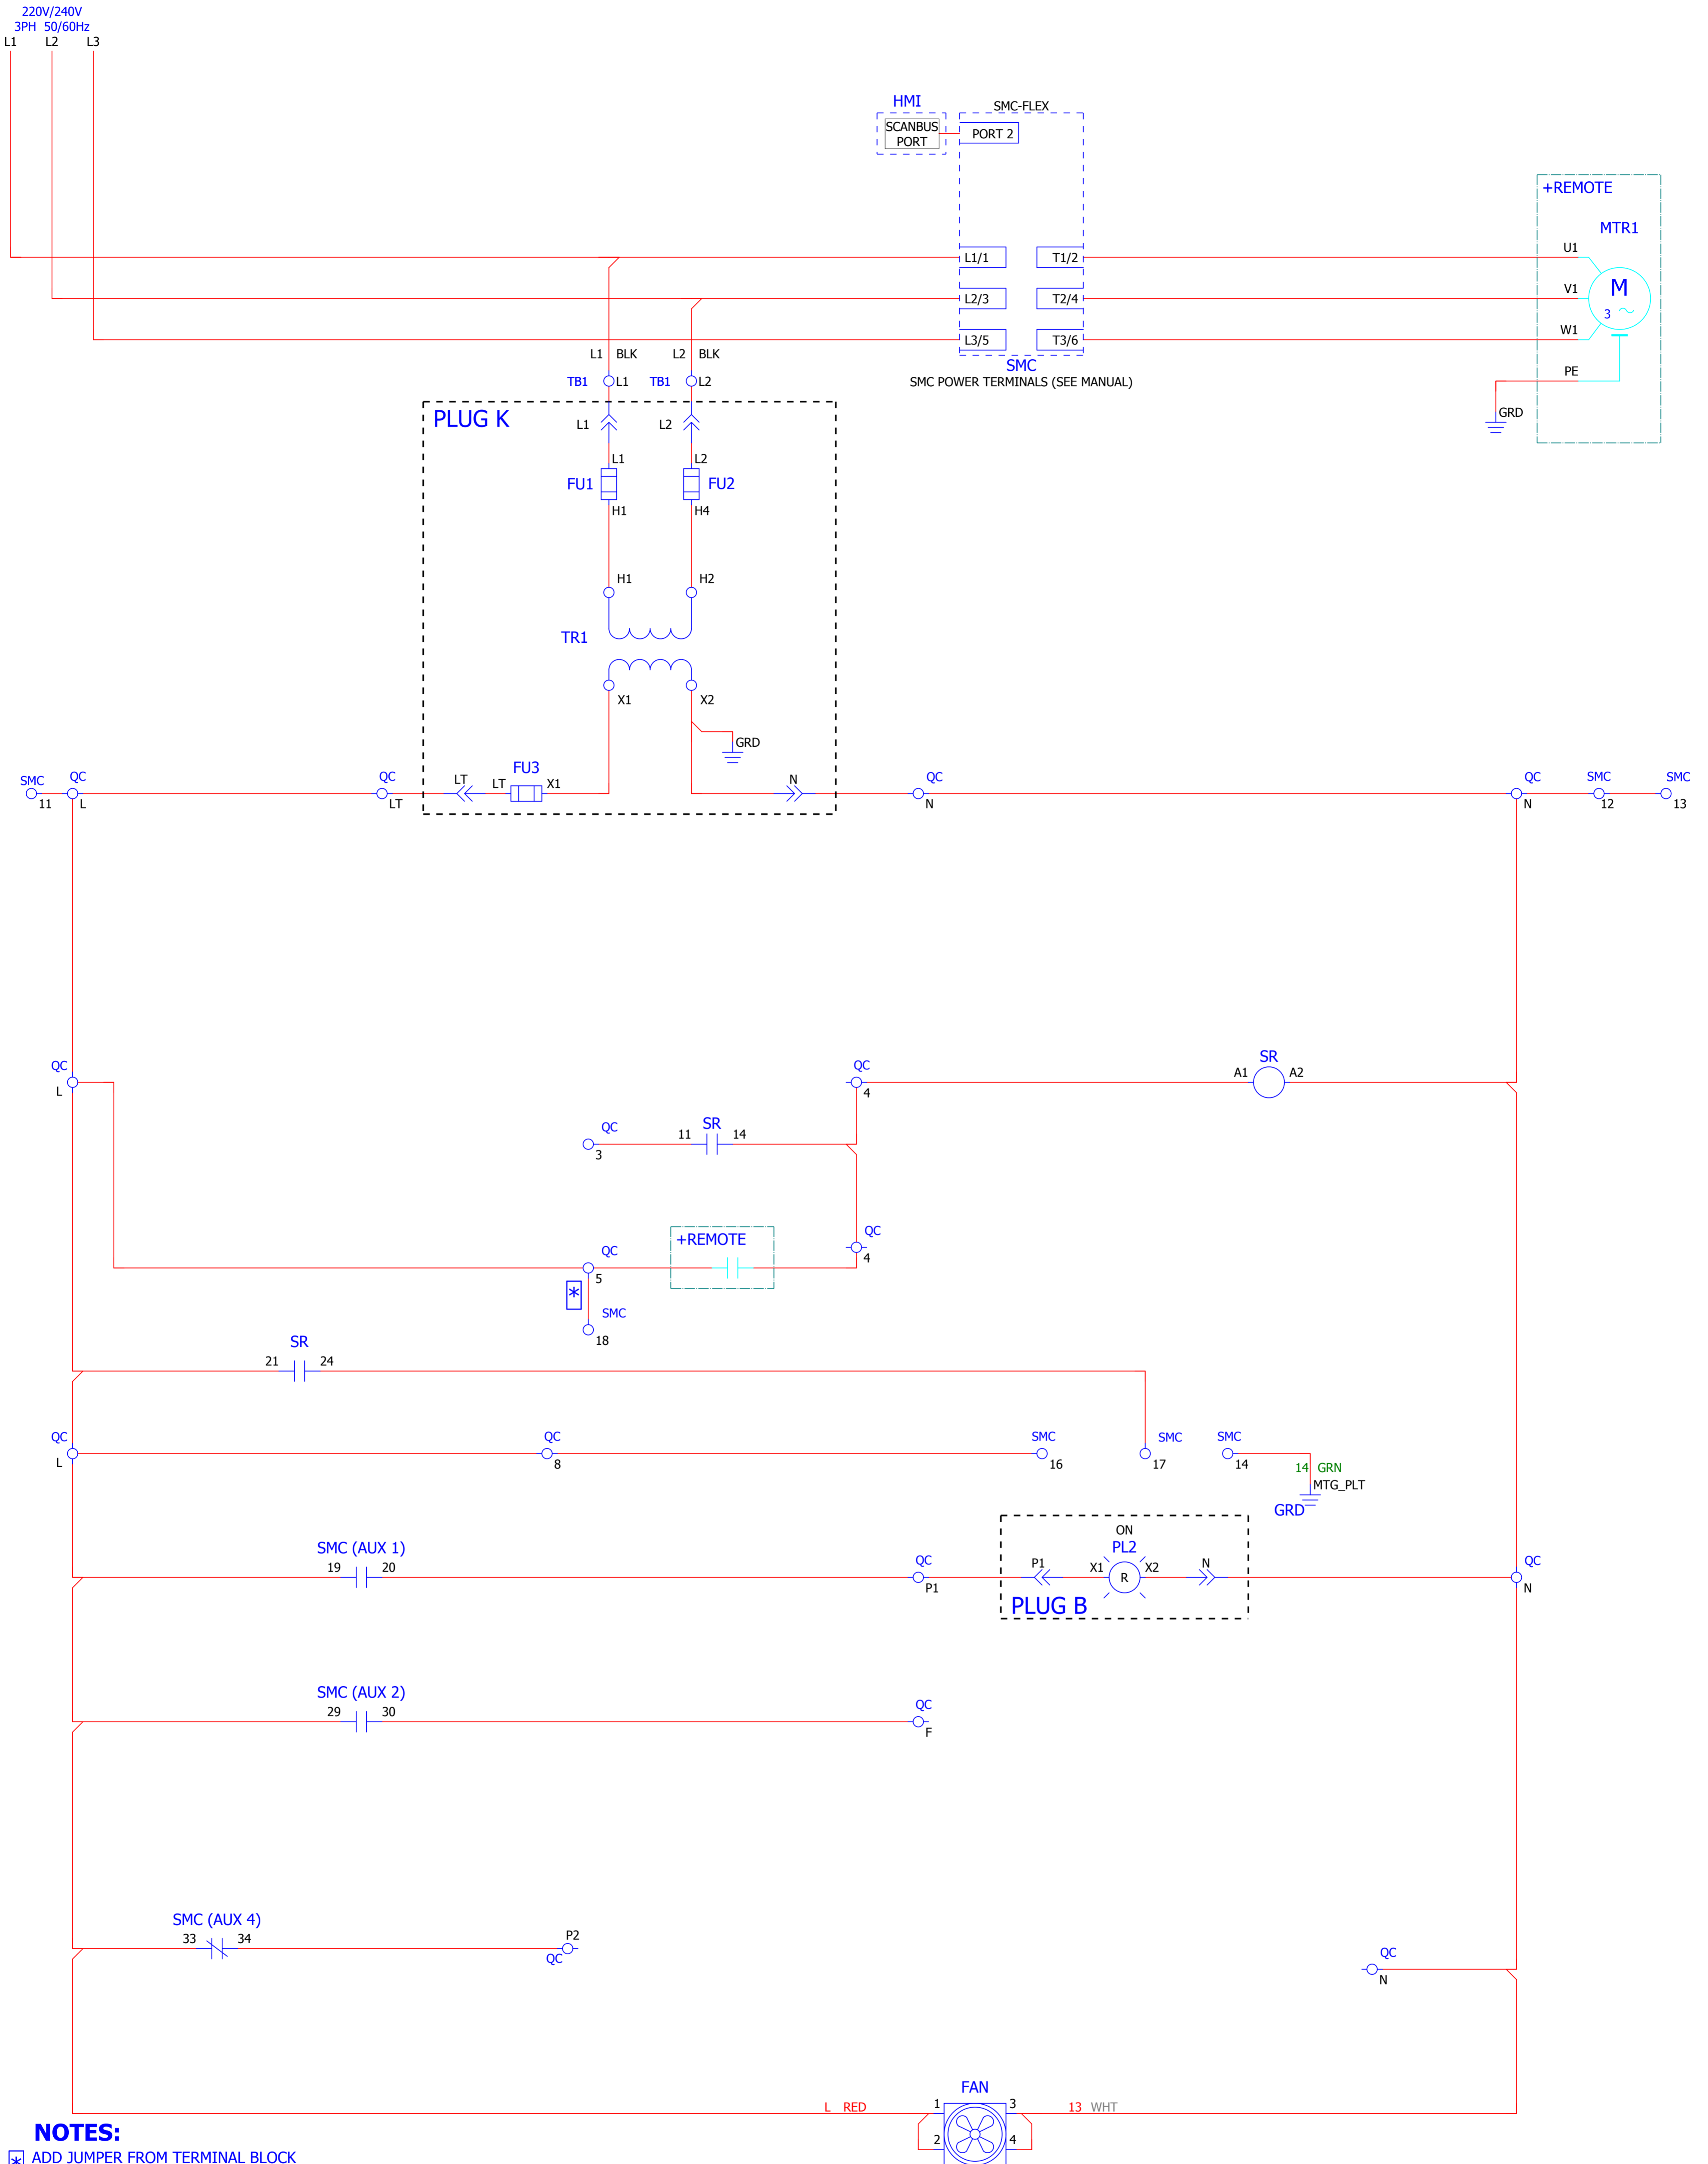 220V/240V
3PH 50/60Hz
L1 L2 L3
HMI
SMC-FLEX
SCANBUS
PORT
PORT 2
+REMOTE
MTR1
L1/1 T1/2 U1
L2/3 T2/4 V1
M
3
L3/5 T3/6 W1
L1 BLK L2 BLK
SMC
SMC POWER TERMINALS (SEE MANUAL)
PE
TB1 L1 TB1 L2
GRD
PLUG K
L1 L2
L1 L2
FU1 FU2
H1 H4
H1 H2
TR1
X1 X2
GRD
SMC QC QC LT LT FU3 X1 N QC QC SMC SMC
11 L LT N N 12 13
QC QC SR
L 4 A1 A2
QC SR
3 11 14
QC
4
+REMOTE
QC
5
*
SMC
18
SR
21 24
QC QC SMC SMC SMC
L 8 16 17 14
14 GRN
MTG_PLT
GRD
SMC (AUX 1)
19 20
QC
P1
ON
PL2
P1 X1 R X2 N
PLUG B
QC
N
SMC (AUX 2)
29 30
QC
F
SMC (AUX 4)
33 34
P2
QC
QC
N
FAN
L RED 1 3 13 WHT
2 4
NOTES:
* ADD JUMPER FROM TERMINAL BLOCK